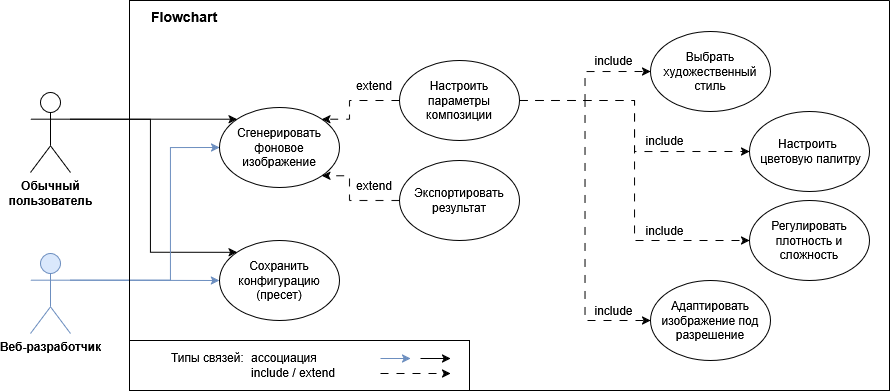 Flowchart
Обычный
пользователь
Веб-разработчик
Сгенерировать
фоновое
изображение
Сохранить
конфигурацию
(пресет)
extend
extend
Настроить
параметры
композиции
Экспортировать
результат
include
include
include
include
Выбрать
художественный
стиль
Настроить
цветовую палитру
Регулировать
плотность и
сложность
Адаптировать
изображение под
разрешение
Типы связей: ассоциация
include / extend